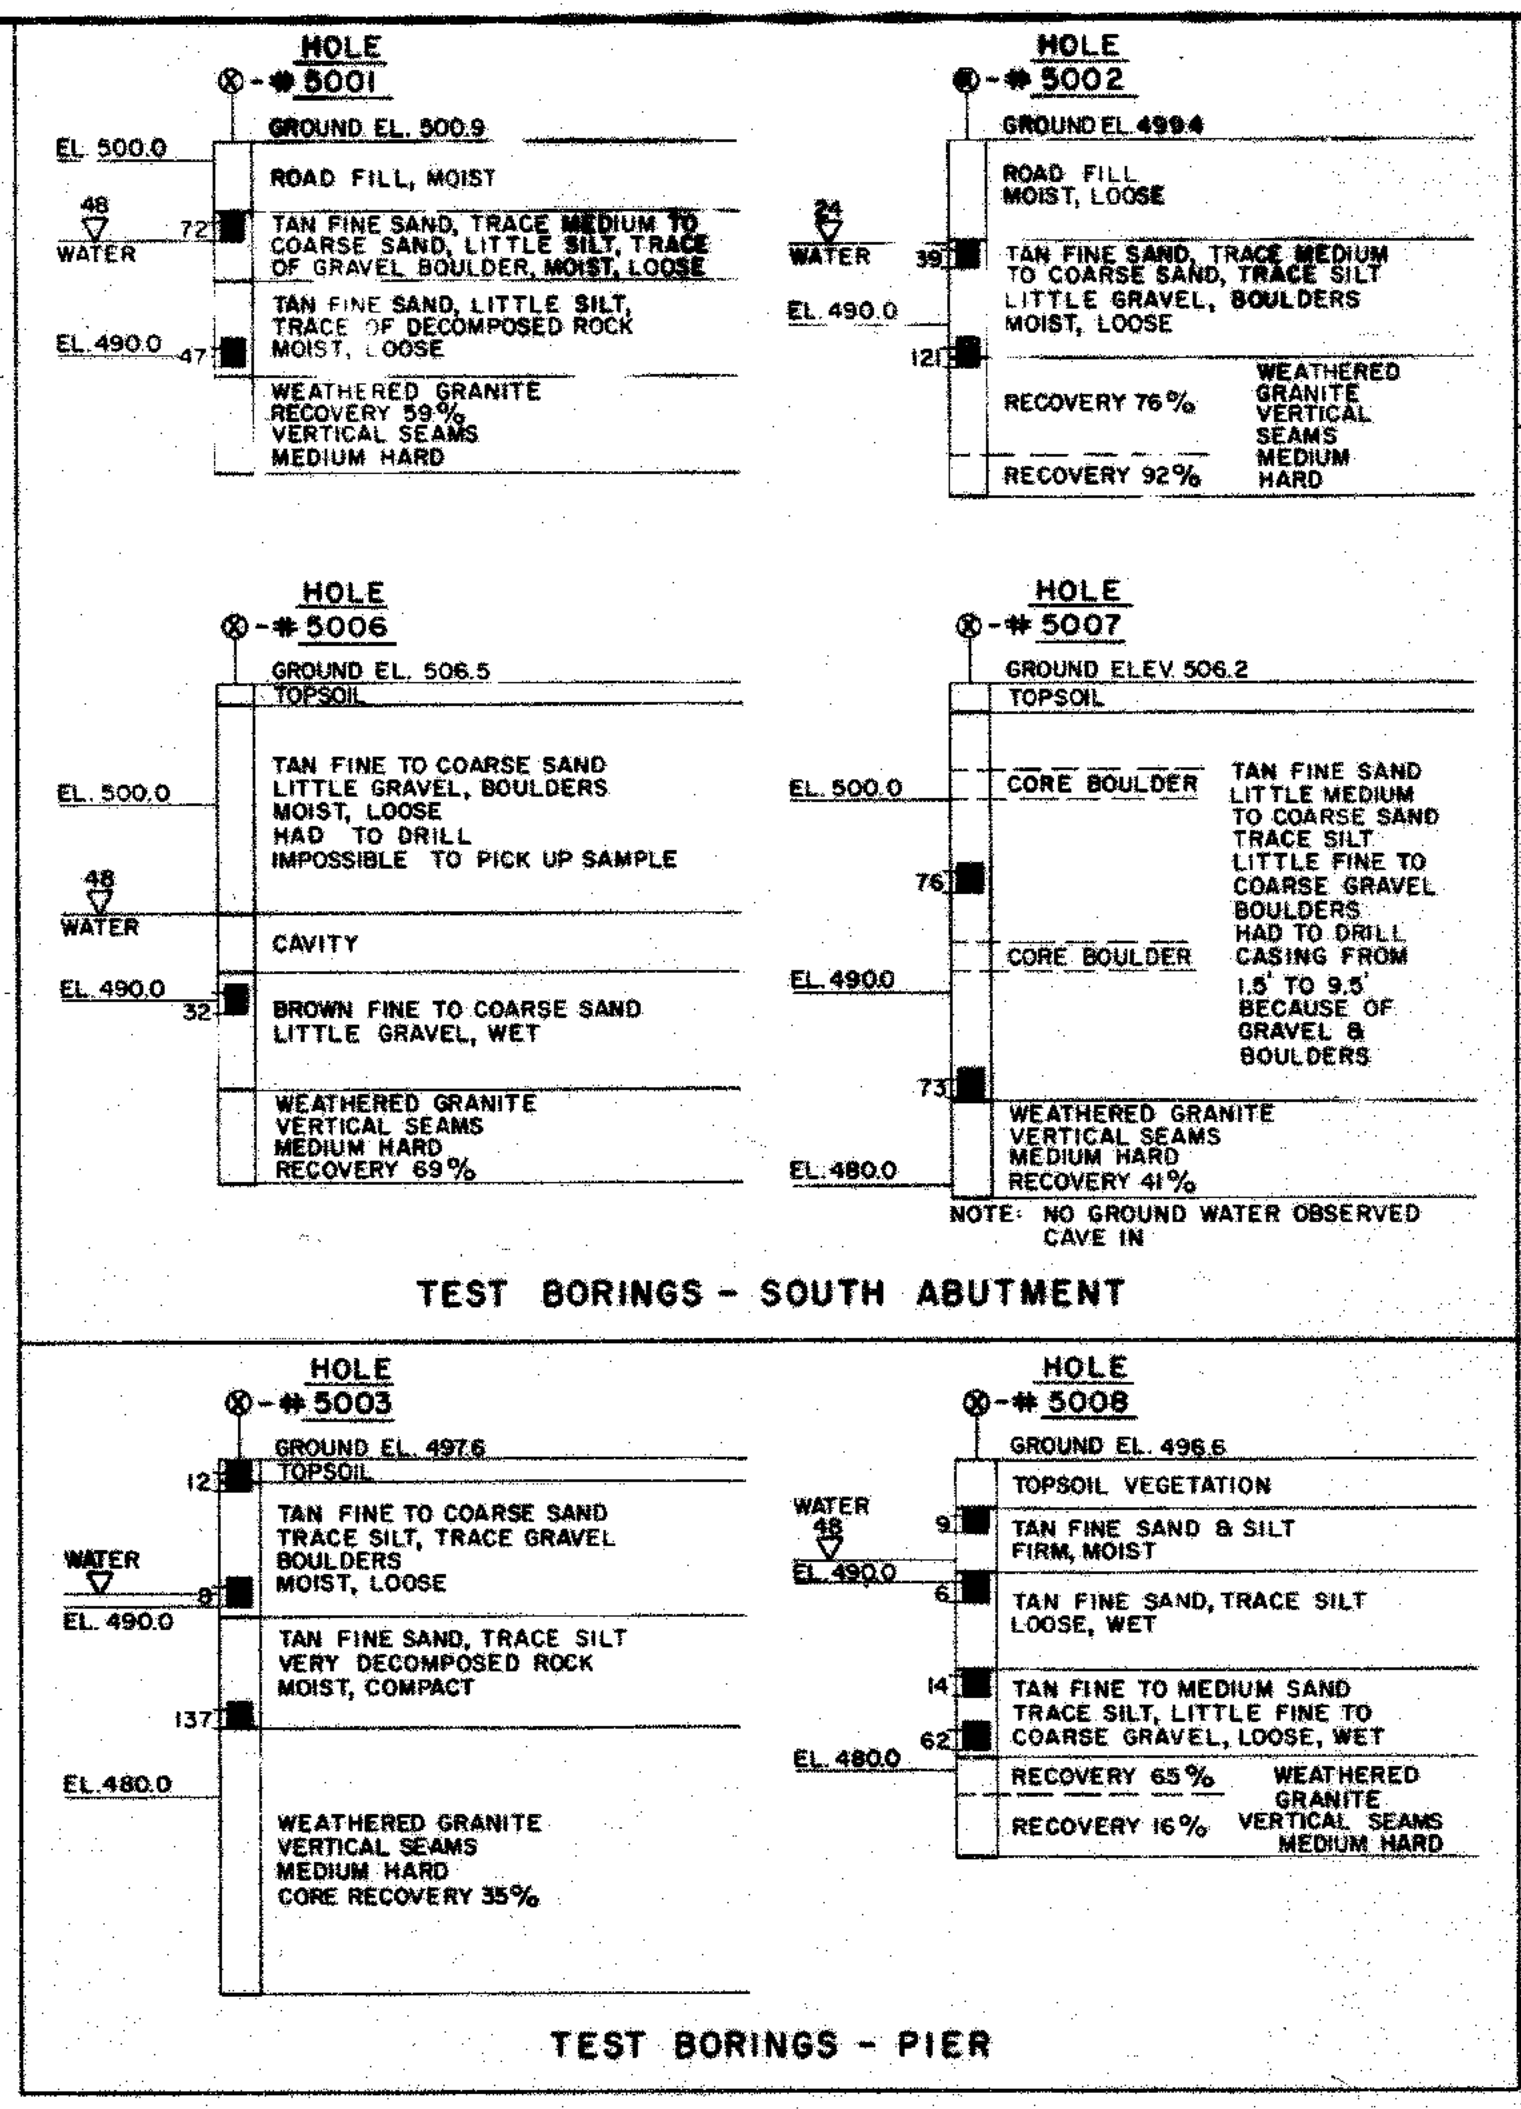 HOLE
# 5001
GROUND EL. 500.9
EL. 500.0
ROAD FILL, MOIST
48
WATER
72
TAN FINE SAND, TRACE MEDIUM TO
COARSE SAND, LITTLE SILT, TRACE
OF GRAVEL BOULDER, MOIST, LOOSE
TAN FINE SAND, LITTLE SILT,
TRACE OF DECOMPOSED ROCK
MOIST, LOOSE
EL. 490.0
47
WEATHERED GRANITE
RECOVERY 59%
VERTICAL SEAMS
MEDIUM HARD
HOLE
# 5002
GROUND EL. 499.4
ROAD FILL
MOIST, LOOSE
24
WATER
39
TAN FINE SAND, TRACE MEDIUM
TO COARSE SAND, TRACE SILT
LITTLE GRAVEL, BOULDERS
MOIST, LOOSE
EL. 490.0
121
RECOVERY 76%
WEATHERED
GRANITE
VERTICAL
SEAMS
MEDIUM
HARD
RECOVERY 92%
HOLE
# 5006
GROUND EL. 506.5
TOPSOIL
TAN FINE TO COARSE SAND
LITTLE GRAVEL, BOULDERS
MOIST, LOOSE
HAD TO DRILL
IMPOSSIBLE TO PICK UP SAMPLE
EL. 500.0
48
WATER
CAVITY
EL. 490.0
32
BROWN FINE TO COARSE SAND
LITTLE GRAVEL, WET
WEATHERED GRANITE
VERTICAL SEAMS
MEDIUM HARD
RECOVERY 69%
HOLE
# 5007
GROUND ELEV. 506.2
TOPSOIL
CORE BOULDER
EL. 500.0
76
CORE BOULDER
EL. 490.0
TAN FINE SAND
LITTLE MEDIUM
TO COARSE SAND
TRACE SILT
LITTLE FINE TO
COARSE GRAVEL
BOULDERS
HAD TO DRILL
CASING FROM
1.5' TO 9.5'
BECAUSE OF
GRAVEL &
BOULDERS
73
WEATHERED GRANITE
VERTICAL SEAMS
MEDIUM HARD
RECOVERY 41%
EL. 480.0
NOTE: NO GROUND WATER OBSERVED
CAVE IN
TEST BORINGS - SOUTH ABUTMENT
HOLE
# 5003
GROUND EL. 497.6
12
TOPSOIL
TAN FINE TO COARSE SAND
TRACE SILT, TRACE GRAVEL
BOULDERS
MOIST, LOOSE
WATER
8
EL. 490.0
TAN FINE SAND, TRACE SILT
VERY DECOMPOSED ROCK
MOIST, COMPACT
137
EL. 480.0
WEATHERED GRANITE
VERTICAL SEAMS
MEDIUM HARD
CORE RECOVERY 35%
HOLE
# 5008
GROUND EL. 496.6
TOPSOIL VEGETATION
WATER
48
9
TAN FINE SAND & SILT
FIRM, MOIST
EL. 490.0
6
TAN FINE SAND, TRACE SILT
LOOSE, WET
14
TAN FINE TO MEDIUM SAND
TRACE SILT, LITTLE FINE TO
COARSE GRAVEL, LOOSE, WET
62
EL. 480.0
RECOVERY 65%
RECOVERY 16%
WEATHERED
GRANITE
VERTICAL SEAMS
MEDIUM HARD
TEST BORINGS - PIER